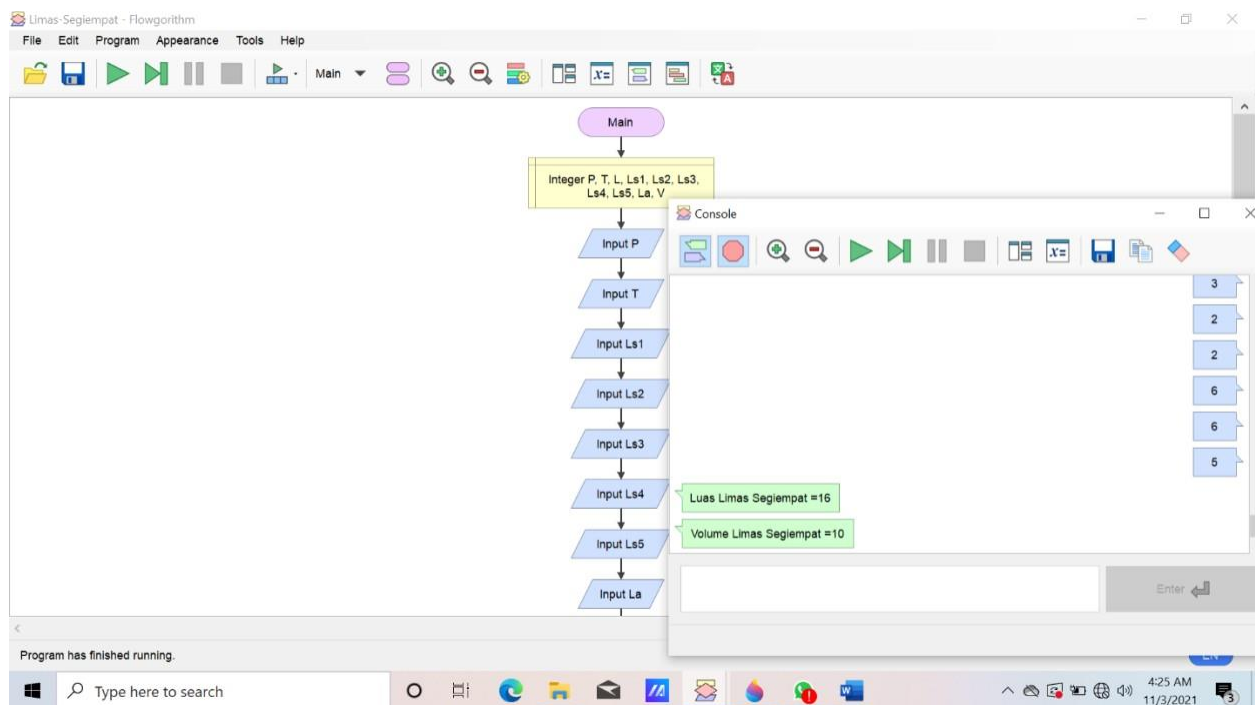 Limas-Segiempat - Flowgorithm
File Edit Program Appearance Tools Help
Main
Main
Integer P, T, L, Ls1, Ls2, Ls3,
Ls4, Ls5, La, V
Input P
Input T
Input Ls1
Input Ls2
Input Ls3
Input Ls4
Input Ls5
Input La
Console
3
2
2
6
6
5
Luas Limas Segiempat =16
Volume Limas Segiempat =10
Enter
Program has finished running.
Type here to search
4:25 AM
11/3/2021
3